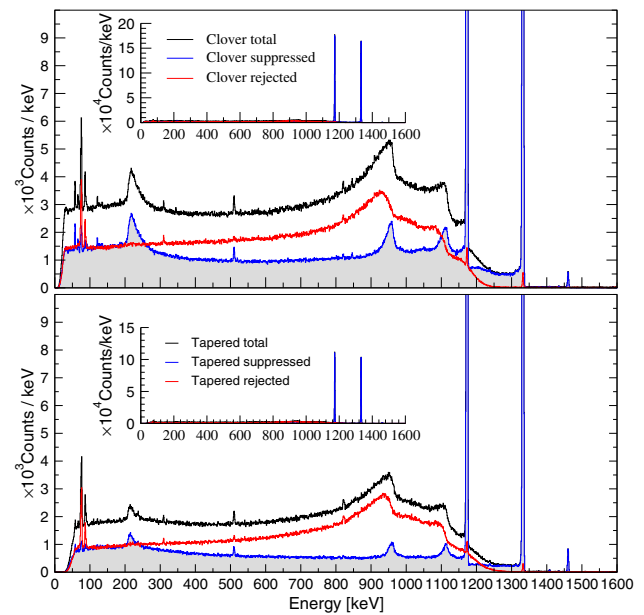 9
8
7
6
5
4
3
2
1
0
×10³Counts / keV
20
15
10
5
0
×10⁴Counts/keV
Clover total
Clover suppressed
Clover rejected
0 200 400 600 800 1000 1200 1400 1600
9
8
7
6
5
4
3
2
1
0
×10³Counts / keV
15
10
5
0
×10⁴Counts/keV
Tapered total
Tapered suppressed
Tapered rejected
0 200 400 600 800 1000 1200 1400 1600
0 100 200 300 400 500 600 700 800 900 1000 1100 1200 1300 1400 1500 1600
Energy [keV]